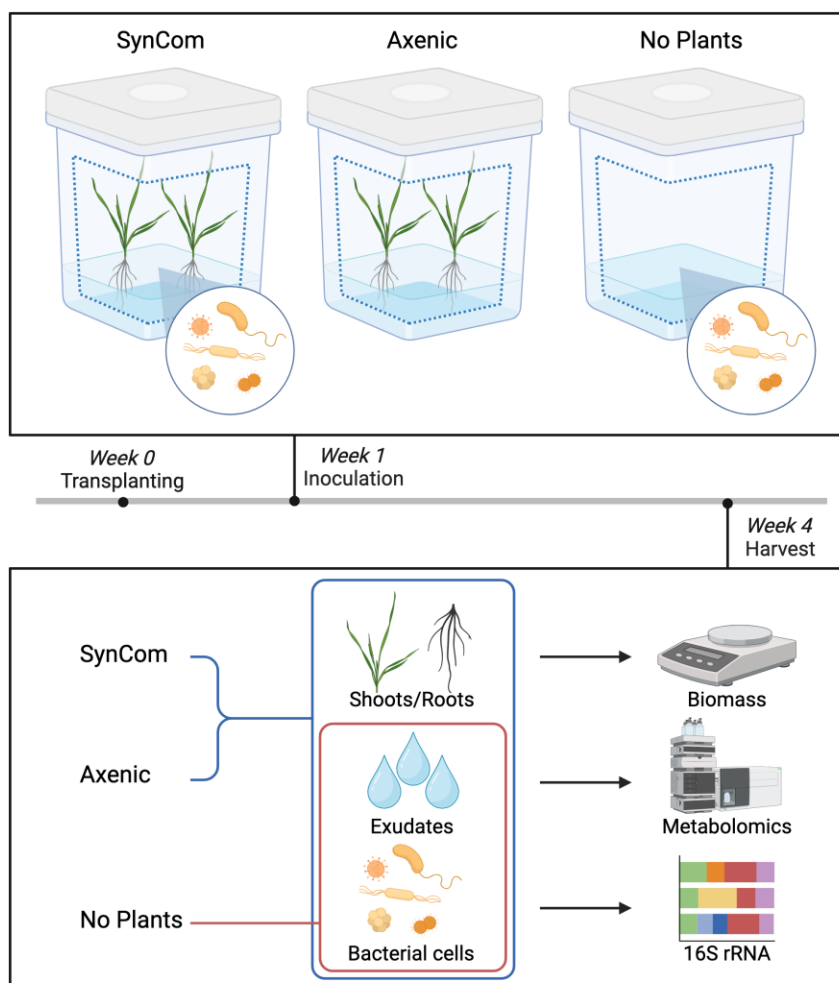 SynCom
Axenic
No Plants
Week 0
Transplanting
Week 1
Inoculation
Week 4
Harvest
SynCom
Axenic
No Plants
Shoots/Roots
Biomass
Exudates
Metabolomics
Bacterial cells
16S rRNA